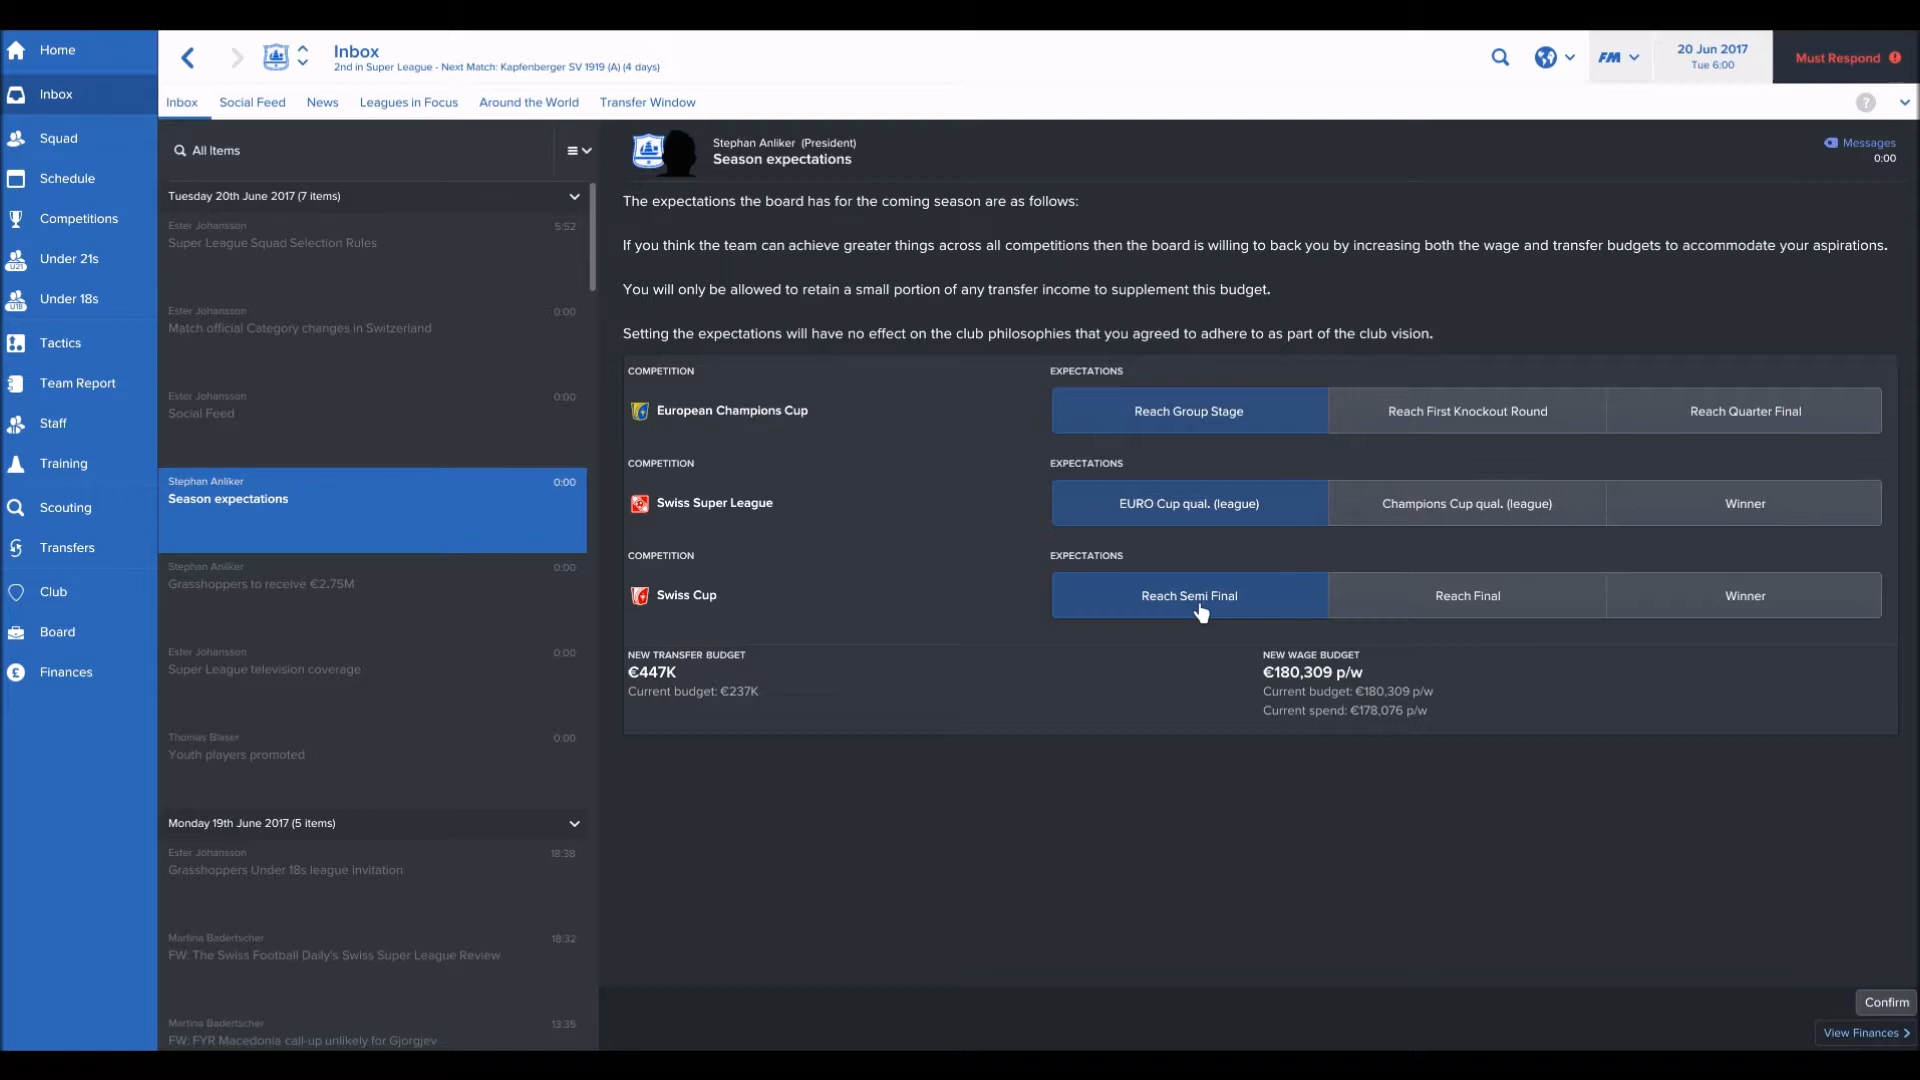 Home
Inbox
Squad
Schedule
Competitions
Under 21s
Under 18s
Tactics
Team Report
Staff
Training
Scouting
Transfers
Club
Board
Finances
Inbox
2nd in Super League - Next Match: Kapfenberger SV 1919 (A) (4 days)
FM
20 Jun 2017
Tue 6:00
Must Respond
Inbox Social Feed News Leagues in Focus Around the World Transfer Window
All Items
Tuesday 20th June 2017 (7 items)
Ester Johansson 5:52
Super League Squad Selection Rules
Ester Johansson 0:00
Match official Category changes in Switzerland
Ester Johansson 0:00
Social Feed
Stephan Anliker 0:00
Season expectations
Stephan Anliker 0:00
Grasshoppers to receive €2.75M
Ester Johansson 0:00
Super League television coverage
Thomas Blaser 0:00
Youth players promoted
Monday 19th June 2017 (5 items)
Ester Johansson 18:38
Grasshoppers Under 18s league invitation
Martina Badertscher 18:32
FW: The Swiss Football Daily's Swiss Super League Review
Martina Badertscher 13:35
FW: FYR Macedonia call-up unlikely for Gjorgjev
Stephan Anliker (President)
Season expectations
Messages
0:00
The expectations the board has for the coming season are as follows:
If you think the team can achieve greater things across all competitions then the board is willing to back you by increasing both the wage and transfer budgets to accommodate your aspirations.
You will only be allowed to retain a small portion of any transfer income to supplement this budget.
Setting the expectations will have no effect on the club philosophies that you agreed to adhere to as part of the club vision.
COMPETITION EXPECTATIONS
European Champions Cup Reach Group Stage Reach First Knockout Round Reach Quarter Final
COMPETITION EXPECTATIONS
Swiss Super League EURO Cup qual. (league) Champions Cup qual. (league) Winner
COMPETITION EXPECTATIONS
Swiss Cup Reach Semi Final Reach Final Winner
NEW TRANSFER BUDGET
€447K
Current budget: €237K
NEW WAGE BUDGET
€180,309 p/w
Current budget: €180,309 p/w
Current spend: €178,076 p/w
Confirm
View Finances